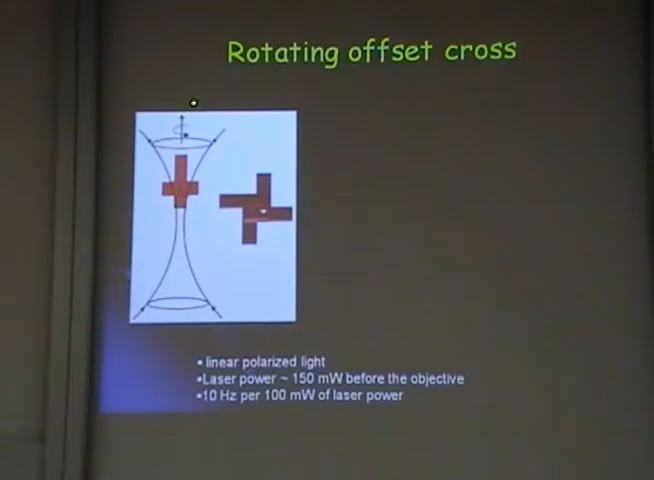 Rotating offset cross
▪ linear polarized light
▪Laser power ~ 150 mW before the objective
▪10 Hz per 100 mW of laser power